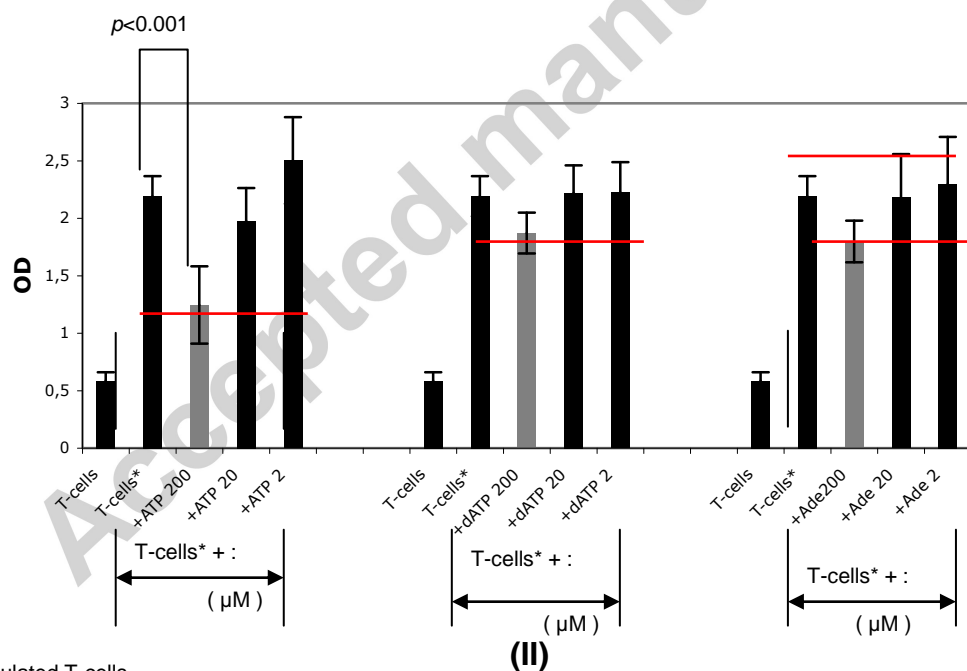 p<0.001
Accepted manu
OD
3
2,5
2
1,5
1
0,5
0
T-cells
T-cells*
+ATP 200
+ATP 20
+ATP 2
T-cells
T-cells*
+dATP 200
+dATP 20
+dATP 2
T-cells
T-cells*
+Ade200
+Ade 20
+Ade 2
T-cells* + :
( µM )
T-cells* + :
( µM )
T-cells* + :
( µM )
(II)
T-cells